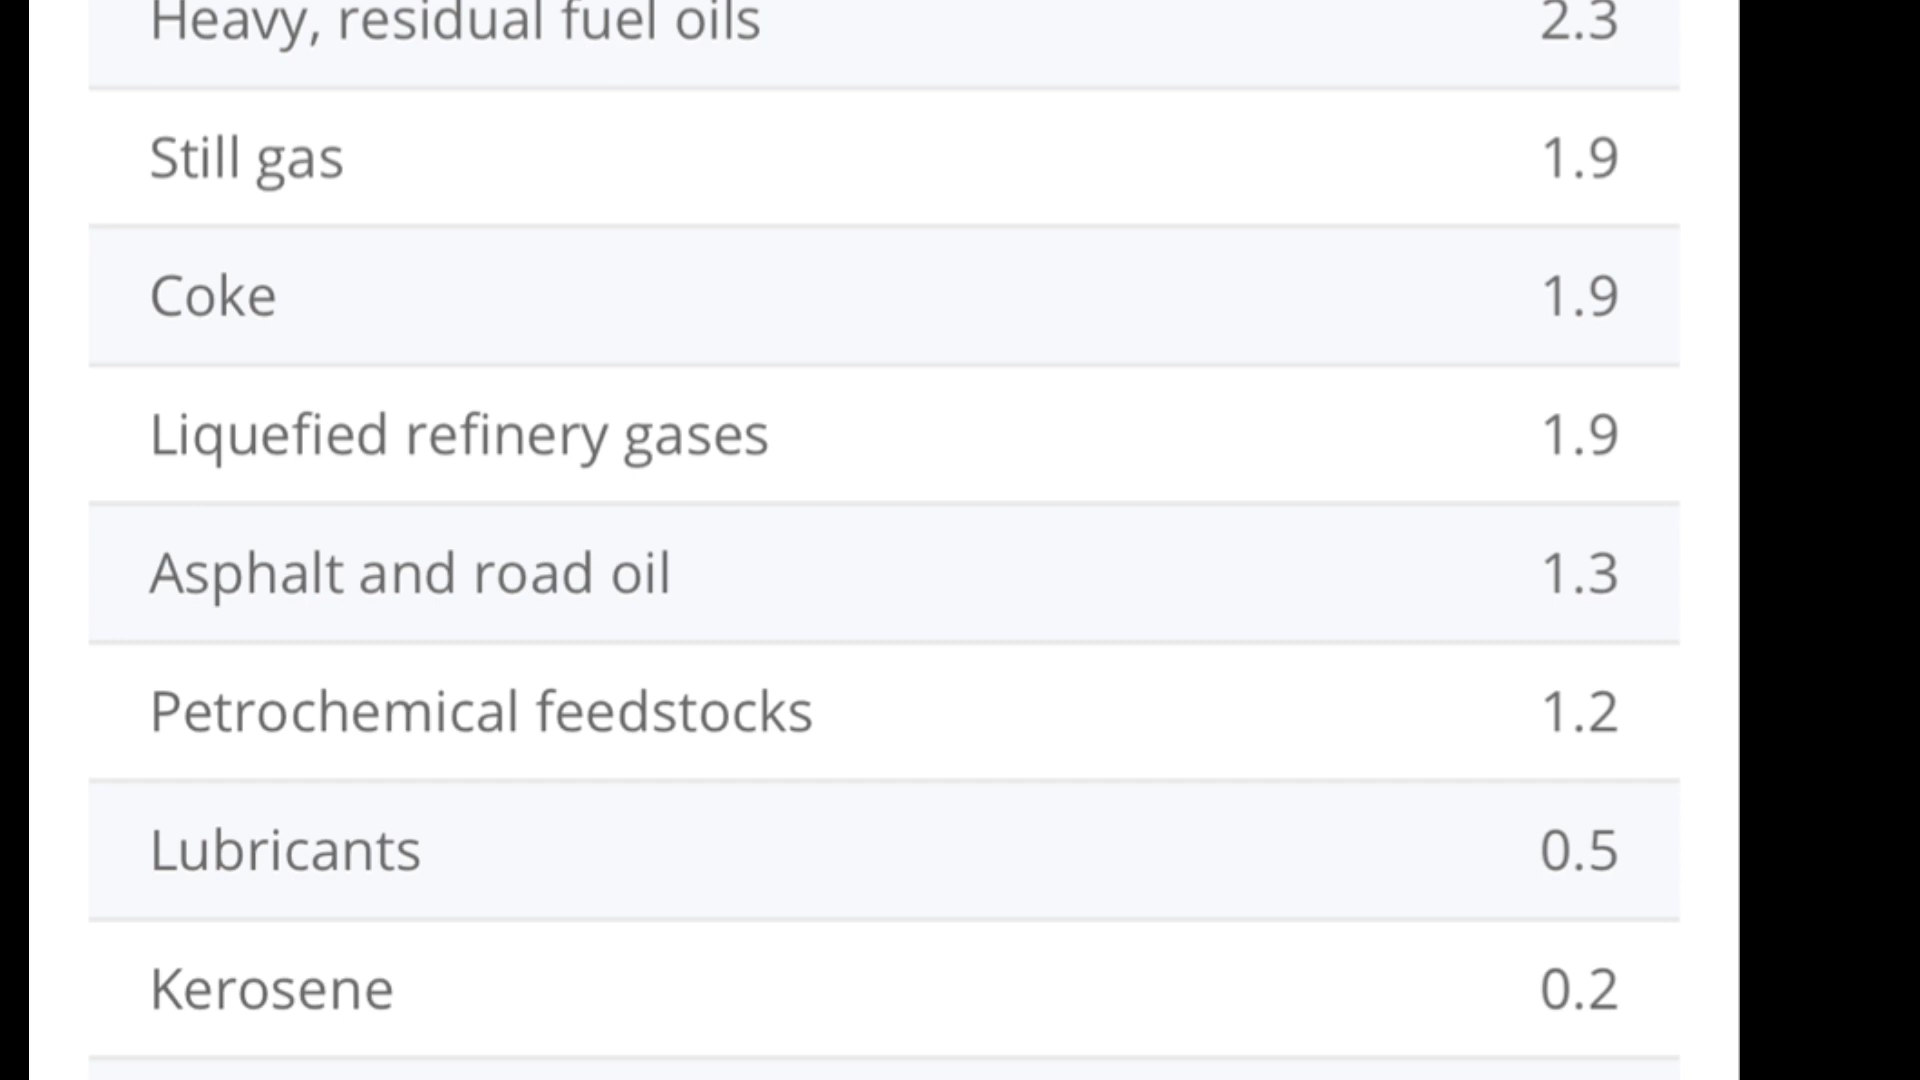 Heavy, residual fuel oils 2.3
Still gas 1.9
Coke 1.9
Liquefied refinery gases 1.9
Asphalt and road oil 1.3
Petrochemical feedstocks 1.2
Lubricants 0.5
Kerosene 0.2